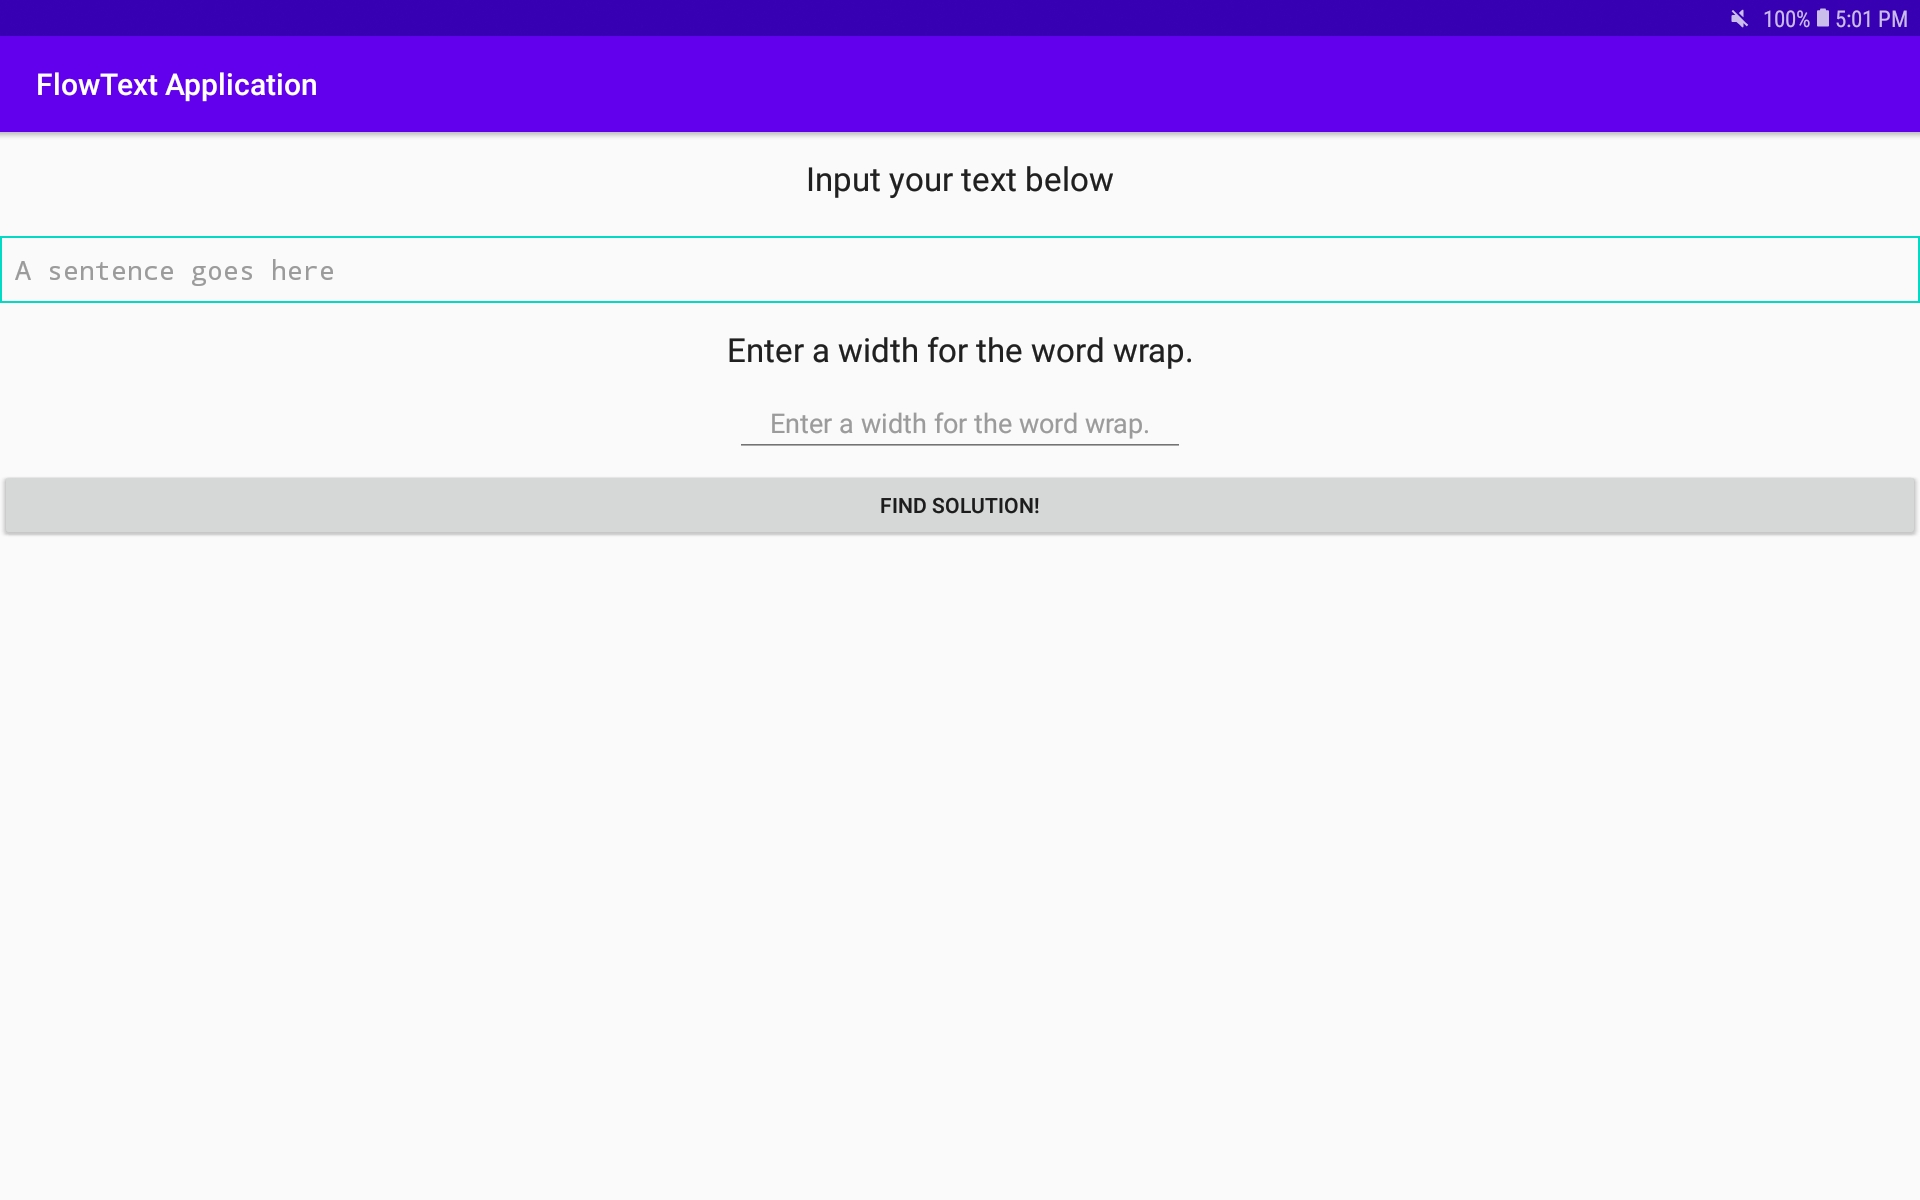 100% 5:01 PM
FlowText Application
Input your text below
A sentence goes here
Enter a width for the word wrap.
Enter a width for the word wrap.
FIND SOLUTION!